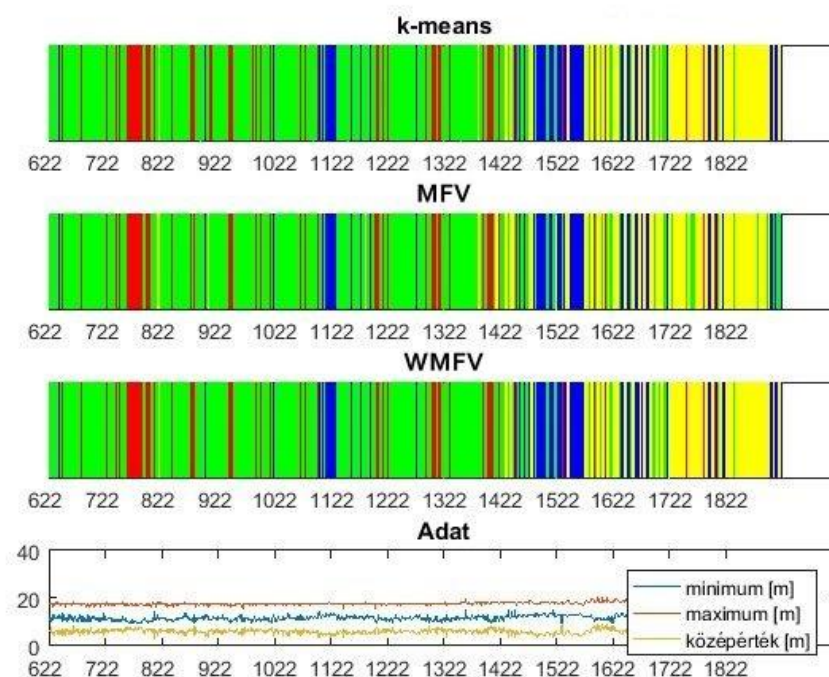 k-means
622 722 822 922 1022 1122 1222 1322 1422 1522 1622 1722 1822
MFV
622 722 822 922 1022 1122 1222 1322 1422 1522 1622 1722 1822
WMFV
622 722 822 922 1022 1122 1222 1322 1422 1522 1622 1722 1822
Adat
40
20
0
minimum [m]
maximum [m]
középérték [m]
622 722 822 922 1022 1122 1222 1322 1422 1522 1622 1722 1822